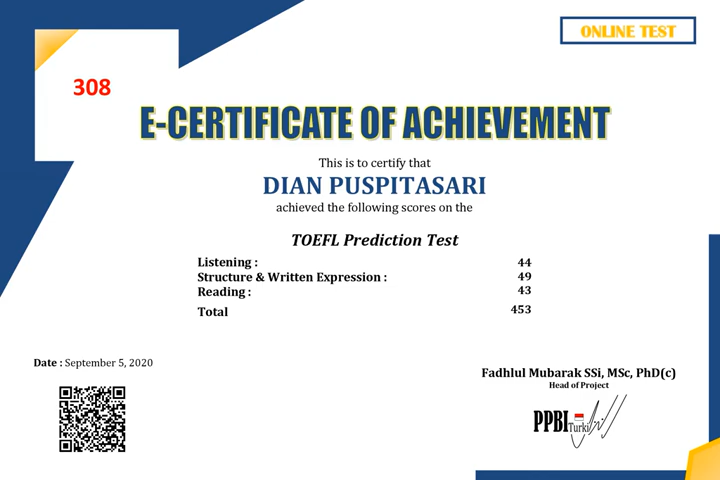 ONLINE TEST
308
E-CERTIFICATE OF ACHIEVEMENT
This is to certify that
DIAN PUSPITASARI
achieved the following scores on the
TOEFL Prediction Test
Listening : 44
Structure & Written Expression : 49
Reading : 43
Total 453
Date : September 5, 2020
Fadhlul Mubarak SSi, MSc, PhD(c)
Head of Project
PPBI Turki